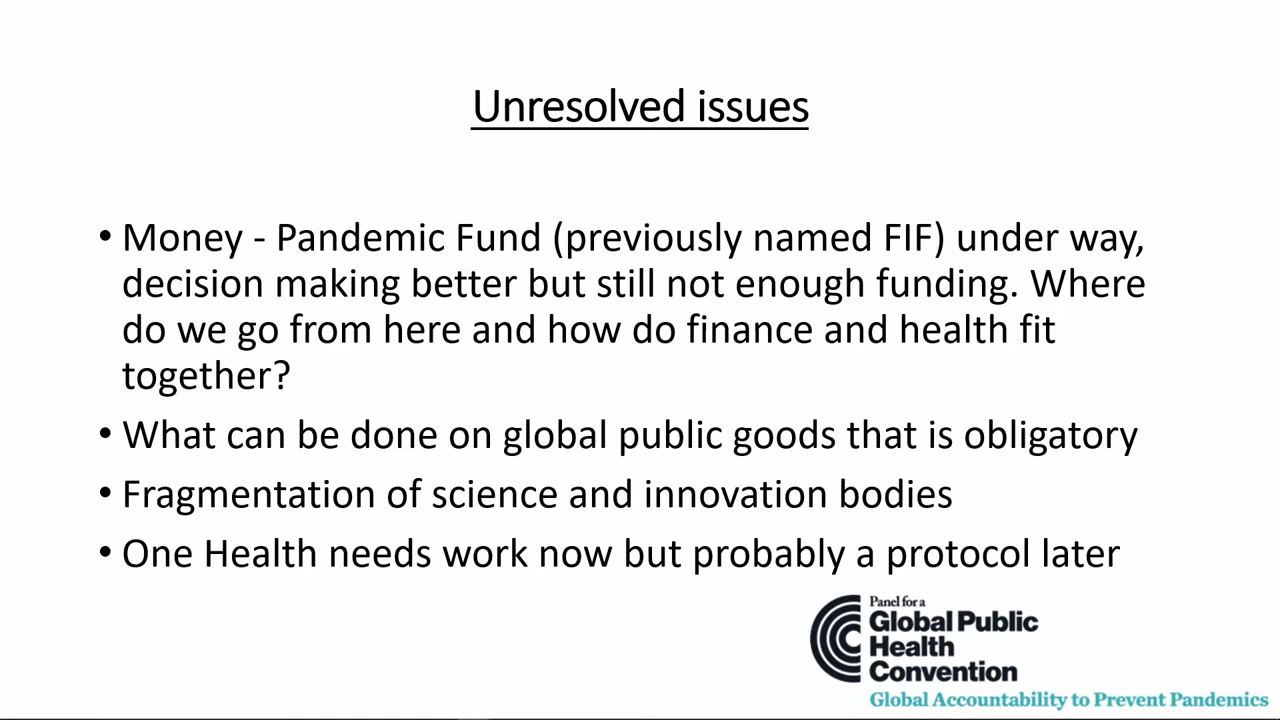 Unresolved issues
• Money - Pandemic Fund (previously named FIF) under way,
decision making better but still not enough funding. Where
do we go from here and how do finance and health fit
together?
• What can be done on global public goods that is obligatory
• Fragmentation of science and innovation bodies
• One Health needs work now but probably a protocol later
Panel for a
Global Public
Health
Convention
Global Accountability to Prevent Pandemics